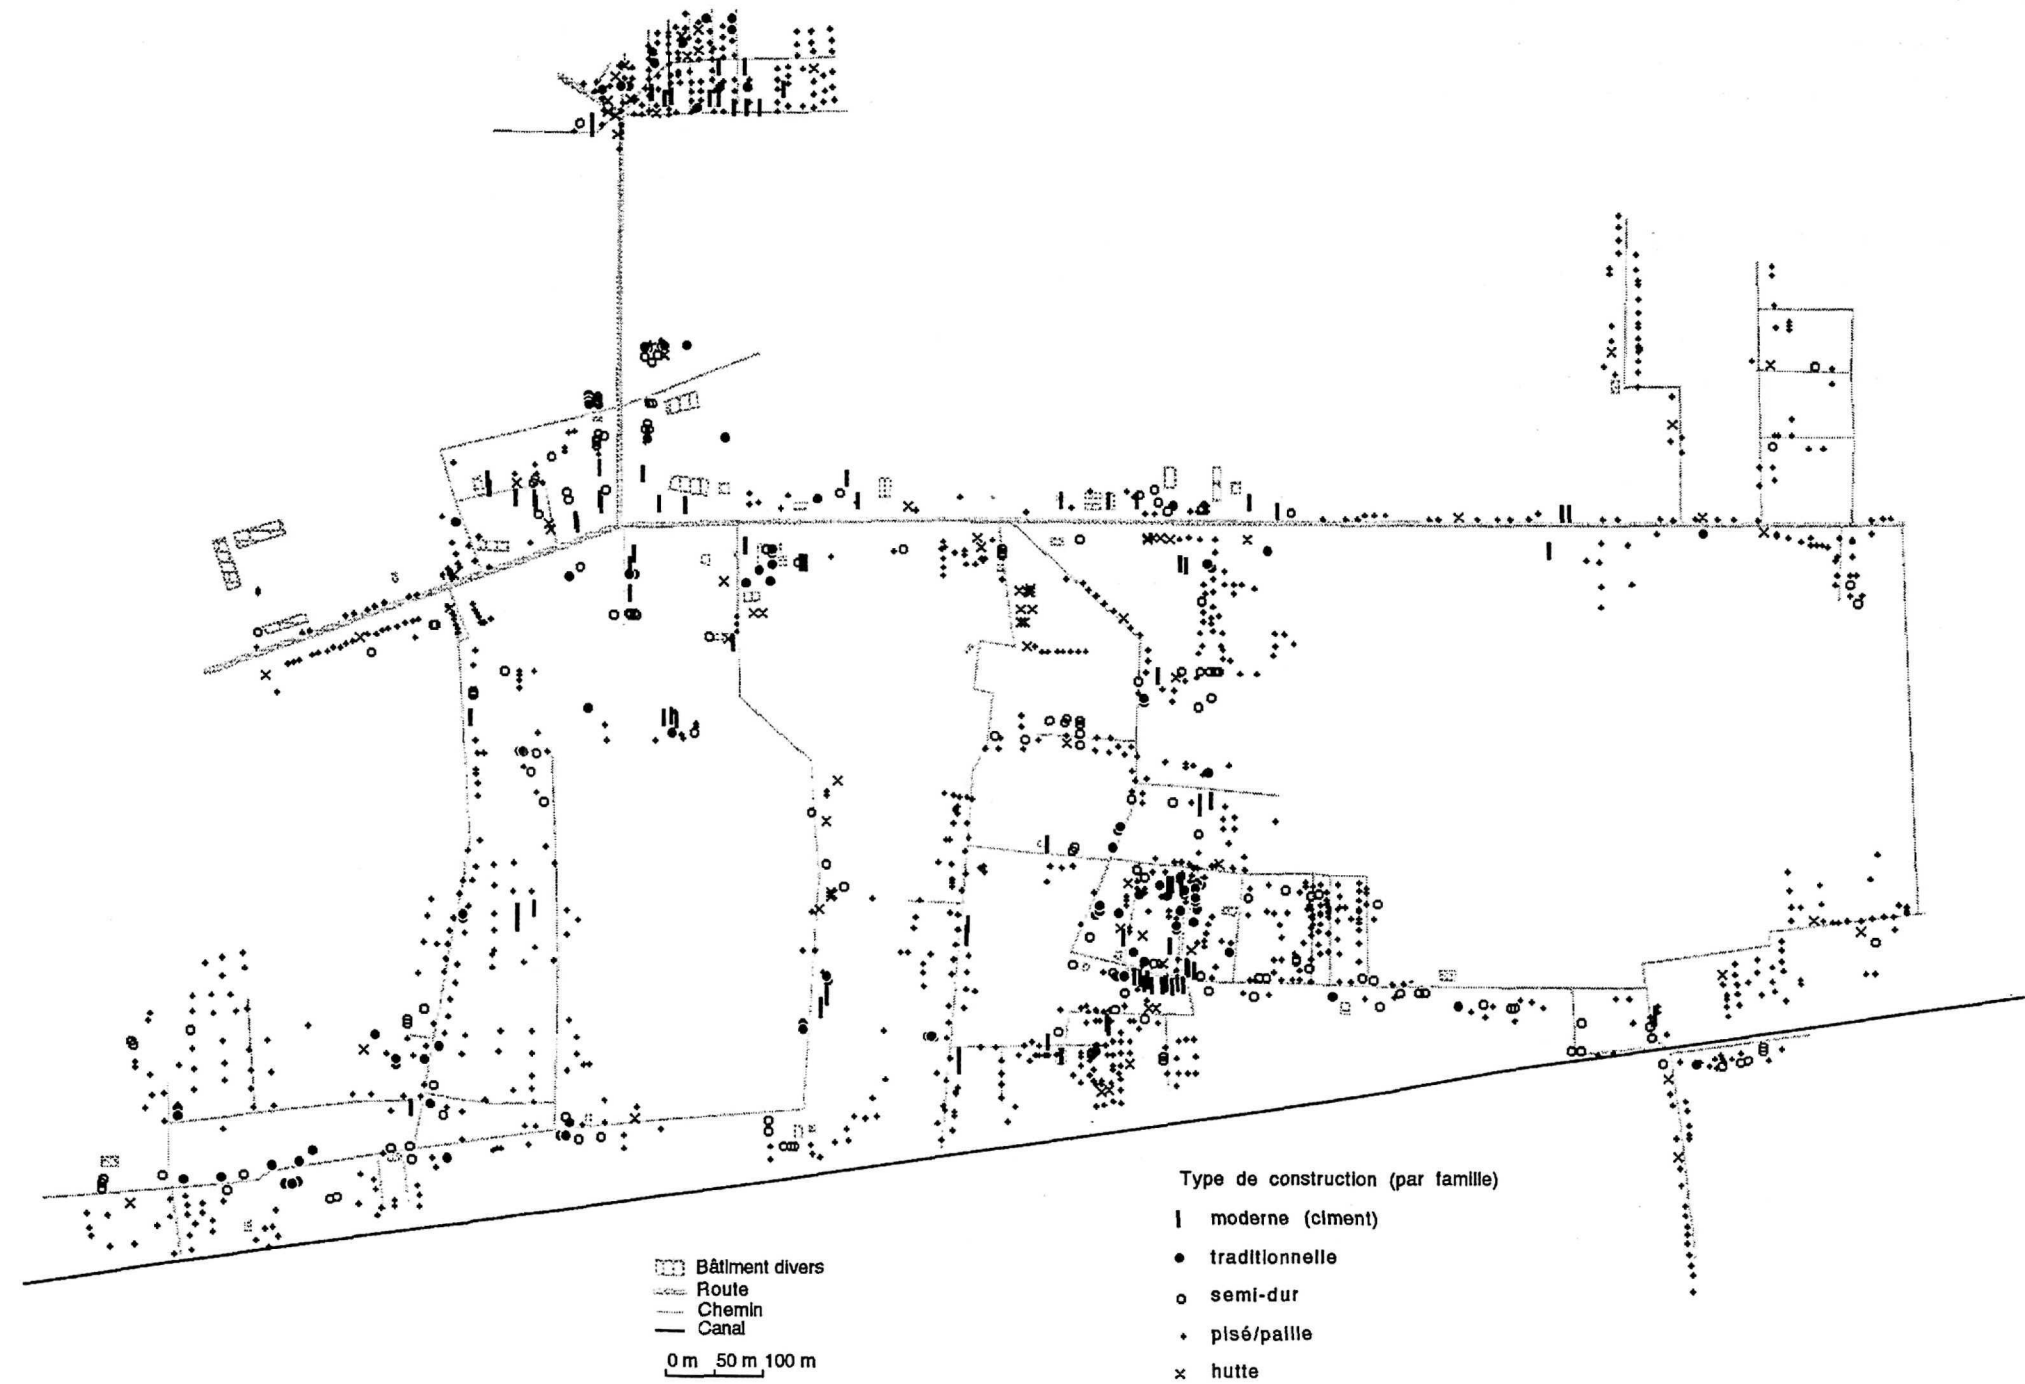 Type de construction (par famille)
moderne (ciment)
traditionnelle
semi-dur
pisé/paille
hutte
Bâtiment divers
Route
Chemin
Canal
0 m 50 m 100 m